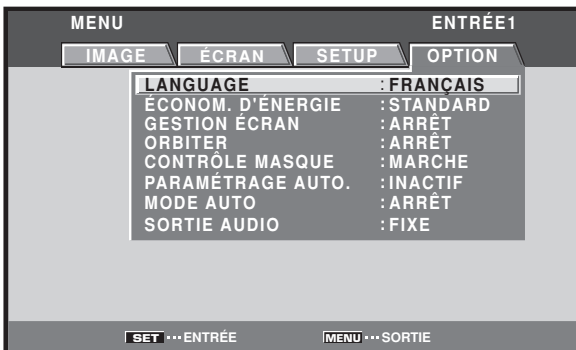 MENU ENTRÉE1
IMAGE ÉCRAN SETUP OPTION
LANGUAGE :FRANÇAIS
ÉCONOM. D'ÉNERGIE :STANDARD
GESTION ÉCRAN :ARRÊT
ORBITER :ARRÊT
CONTRÔLE MASQUE :MARCHE
PARAMÉTRAGE AUTO. :INACTIF
MODE AUTO :ARRÊT
SORTIE AUDIO :FIXE
SET ···ENTRÉE MENU ···SORTIE